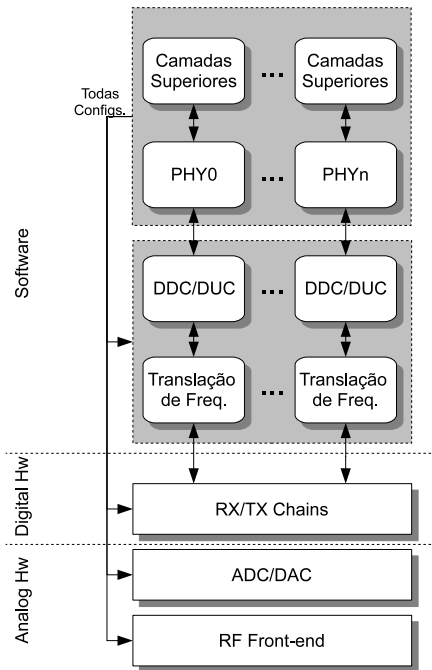 Camadas
Superiores
...
Camadas
Superiores
Todas
Configs.
PHY0
...
PHYn
Software
DDC/DUC
...
DDC/DUC
Translação
de Freq.
...
Translação
de Freq.
Digital Hw
RX/TX Chains
Analog Hw
ADC/DAC
RF Front-end